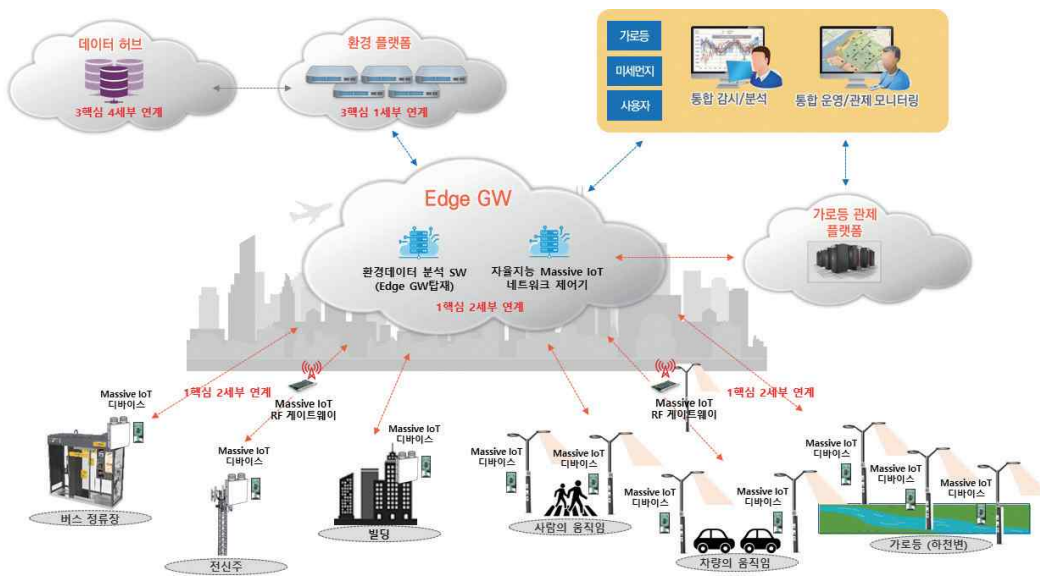 데이터 허브
3핵심 4세부 연계
환경 플랫폼
3핵심 1세부 연계
가로등
미세먼지
사용자
통합 감시/분석
통합 운영/관제 모니터링
Edge GW
환경데이터 분석 SW
(Edge GW탑재)
자율지능 Massive IoT
네트워크 제어기
1핵심 2세부 연계
가로등 관제
플랫폼
1핵심 2세부 연계
Massive IoT
RF 게이트웨이
Massive IoT
RF 게이트웨이
1핵심 2세부 연계
Massive IoT
디바이스
버스 정류장
Massive IoT
디바이스
전신주
Massive IoT
디바이스
빌딩
Massive IoT
디바이스
Massive IoT
디바이스
사람의 움직임
Massive IoT
디바이스
Massive IoT
디바이스
차량의 움직임
Massive IoT
디바이스
Massive IoT
디바이스
Massive IoT
디바이스
가로등 (하천변)